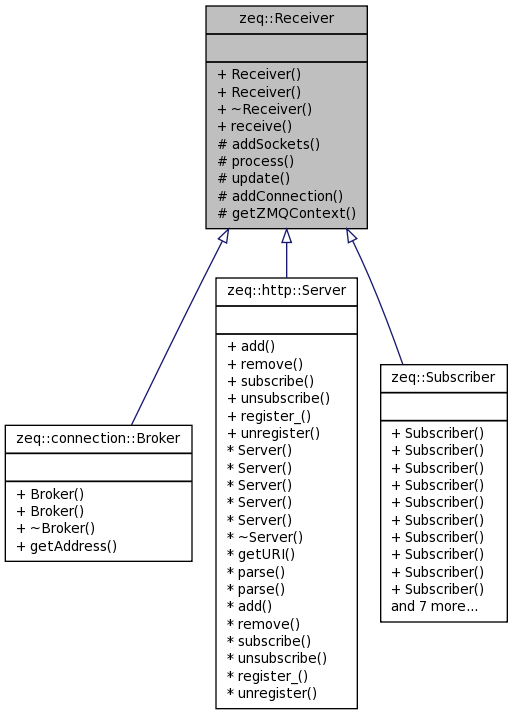 zeq::Receiver
+ Receiver()
+ Receiver()
+ ~Receiver()
+ receive()
# addSockets()
# process()
# update()
# addConnection()
# getZMQContext()
zeq::http::Server
+ add()
+ remove()
+ subscribe()
+ unsubscribe()
+ register_()
+ unregister()
* Server()
* Server()
* Server()
* Server()
* Server()
* ~Server()
* getURI()
* parse()
* parse()
* add()
* remove()
* subscribe()
* unsubscribe()
* register_()
* unregister()
zeq::Subscriber
+ Subscriber()
+ Subscriber()
+ Subscriber()
+ Subscriber()
+ Subscriber()
+ Subscriber()
+ Subscriber()
+ Subscriber()
+ Subscriber()
+ Subscriber()
and 7 more...
zeq::connection::Broker
+ Broker()
+ Broker()
+ ~Broker()
+ getAddress()